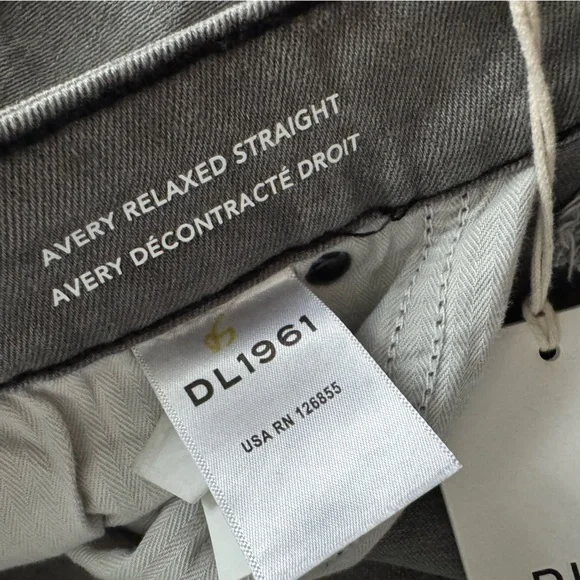 AVERY RELAXED STRAIGHT
AVERY DÉCONTRACTÉ DROIT
DL1961
USA RN 126855